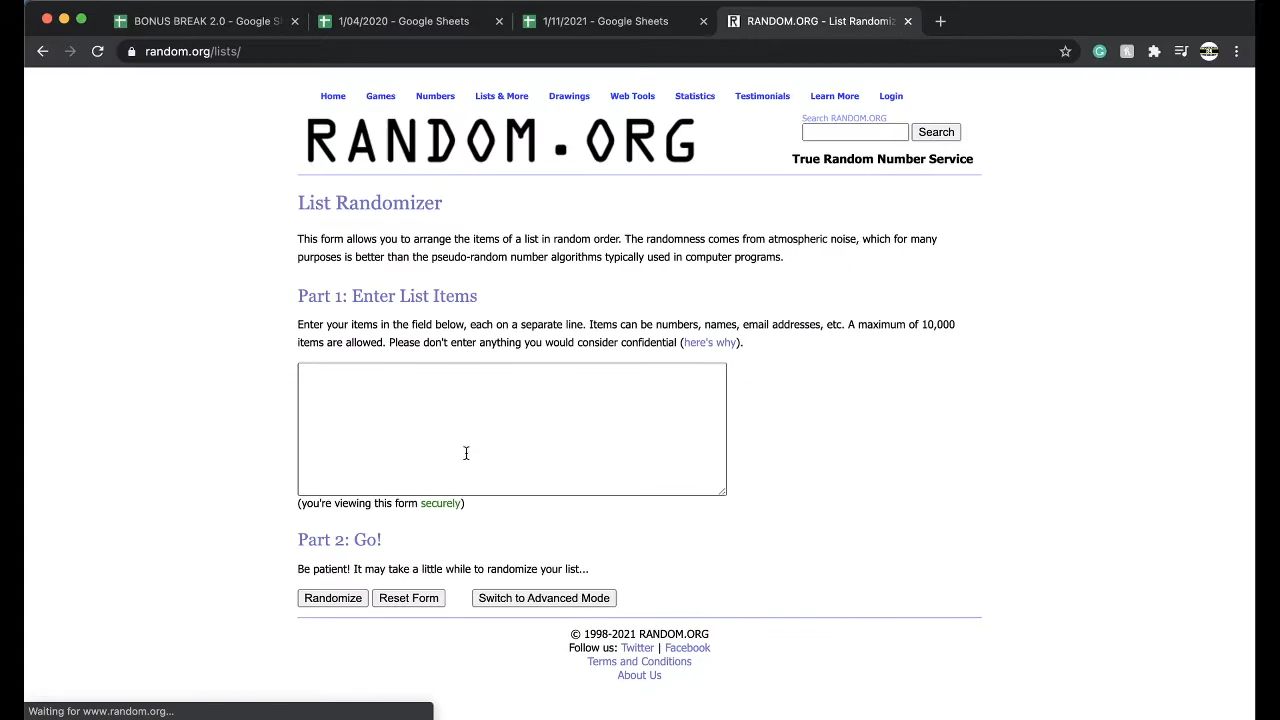 BONUS BREAK 2.0 - Google S
1/04/2020 - Google Sheets
1/11/2021 - Google Sheets
RANDOM.ORG - List Randomiz
random.org/lists/
Home Games Numbers Lists & More Drawings Web Tools Statistics Testimonials Learn More Login
RANDOM.ORG
Search RANDOM.ORG
Search
True Random Number Service
List Randomizer
This form allows you to arrange the items of a list in random order. The randomness comes from atmospheric noise, which for many
purposes is better than the pseudo-random number algorithms typically used in computer programs.
Part 1: Enter List Items
Enter your items in the field below, each on a separate line. Items can be numbers, names, email addresses, etc. A maximum of 10,000
items are allowed. Please don't enter anything you would consider confidential (here's why).
(you're viewing this form securely)
Part 2: Go!
Be patient! It may take a little while to randomize your list...
Randomize Reset Form Switch to Advanced Mode
© 1998-2021 RANDOM.ORG
Follow us: Twitter | Facebook
Terms and Conditions
About Us
Waiting for www.random.org...